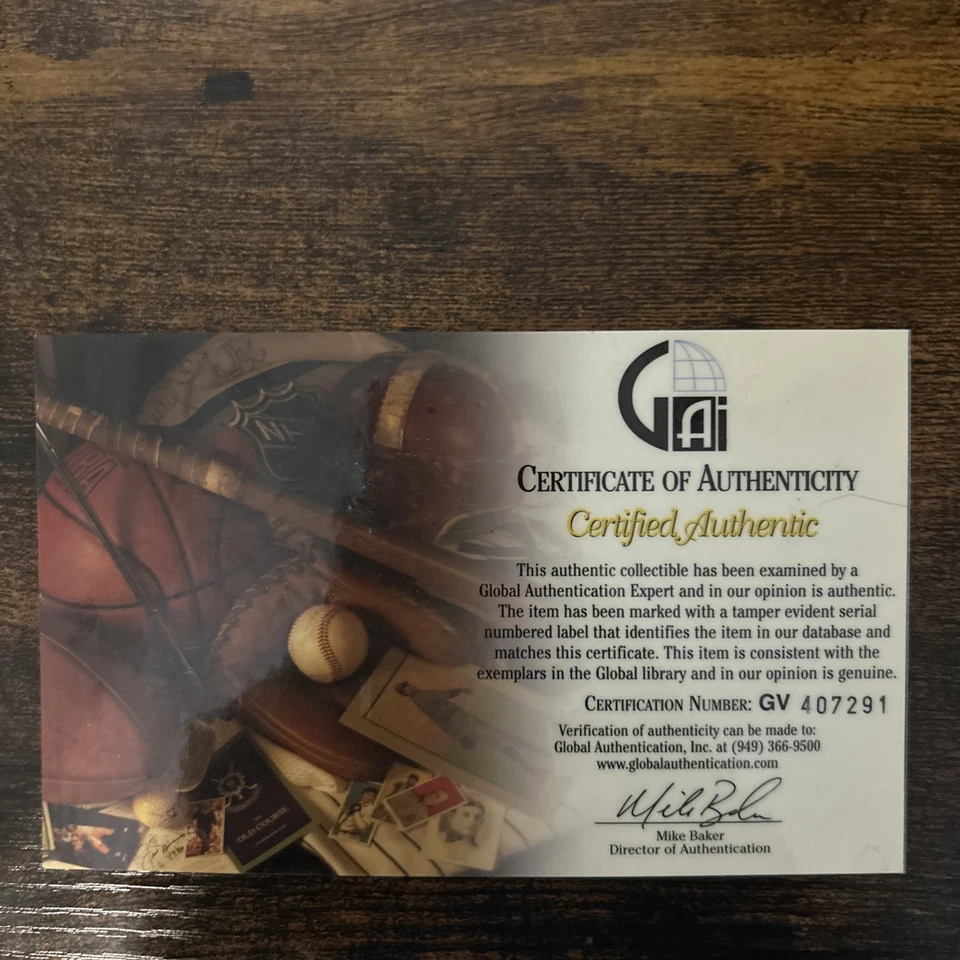 GAi
CERTIFICATE OF AUTHENTICITY
Certified Authentic
This authentic collectible has been examined by a
Global Authentication Expert and in our opinion is authentic.
The item has been marked with a tamper evident serial
numbered label that identifies the item in our database and
matches this certificate. This item is consistent with the
exemplars in the Global library and in our opinion is genuine.
CERTIFICATION NUMBER: GV 407291
Verification of authenticity can be made to:
Global Authentication, Inc. at (949) 366-9500
www.globalauthentication.com
Mike Baker
Mike Baker
Director of Authentication
OLD COURSE